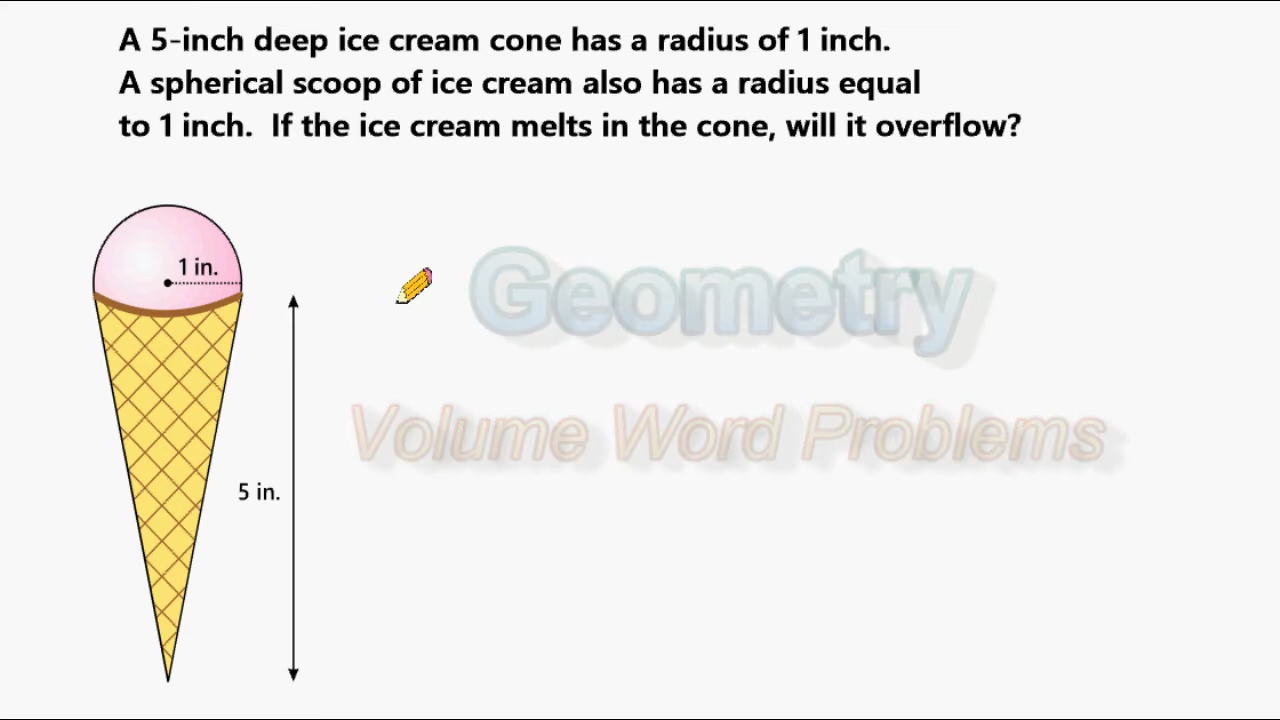 A 5-inch deep ice cream cone has a radius of 1 inch.
A spherical scoop of ice cream also has a radius equal
to 1 inch. If the ice cream melts in the cone, will it overflow?
1 in.
Geometry
Volume Word Problems
5 in.